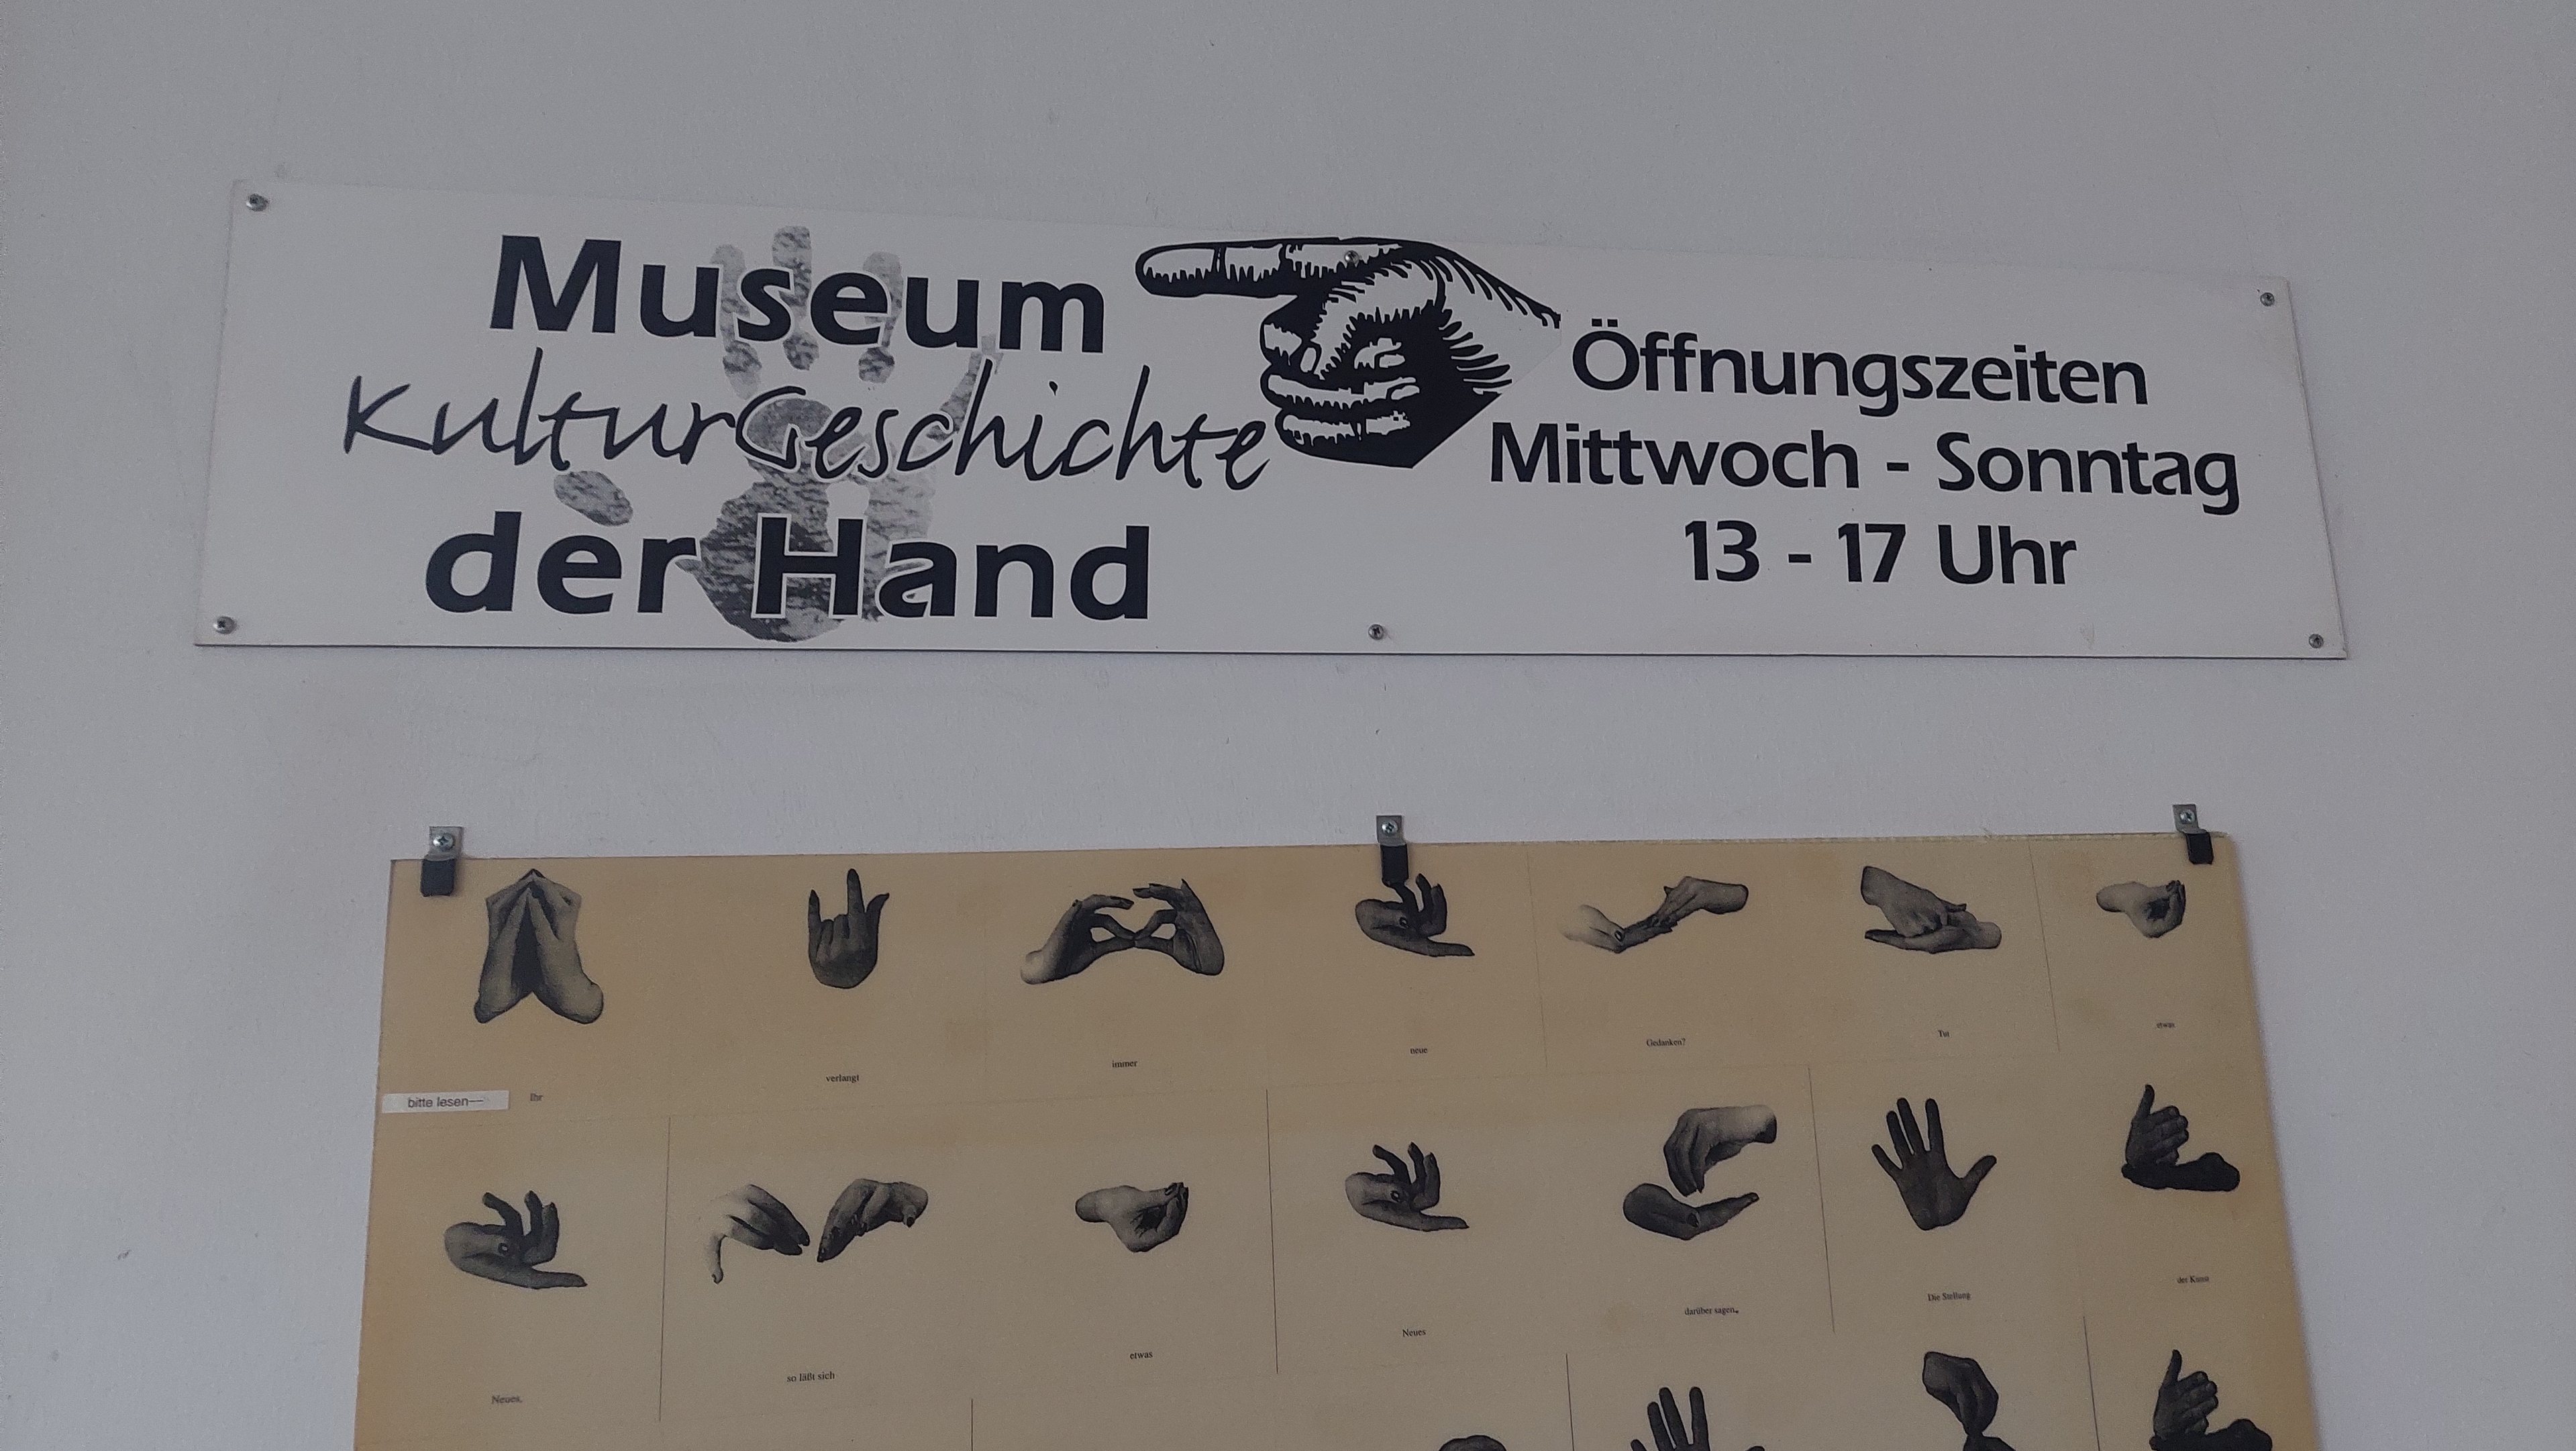 Museum
KulturGeschichte
der Hand
Öffnungszeiten
Mittwoch - Sonntag
13 - 17 Uhr
bitte lesen—
Ihr
verlangt
immer
neue
Gedanken?
Tut
etwas
Neues,
so läßt sich
etwas
Neues
darüber sagen.
Die Stellung
der Kunst